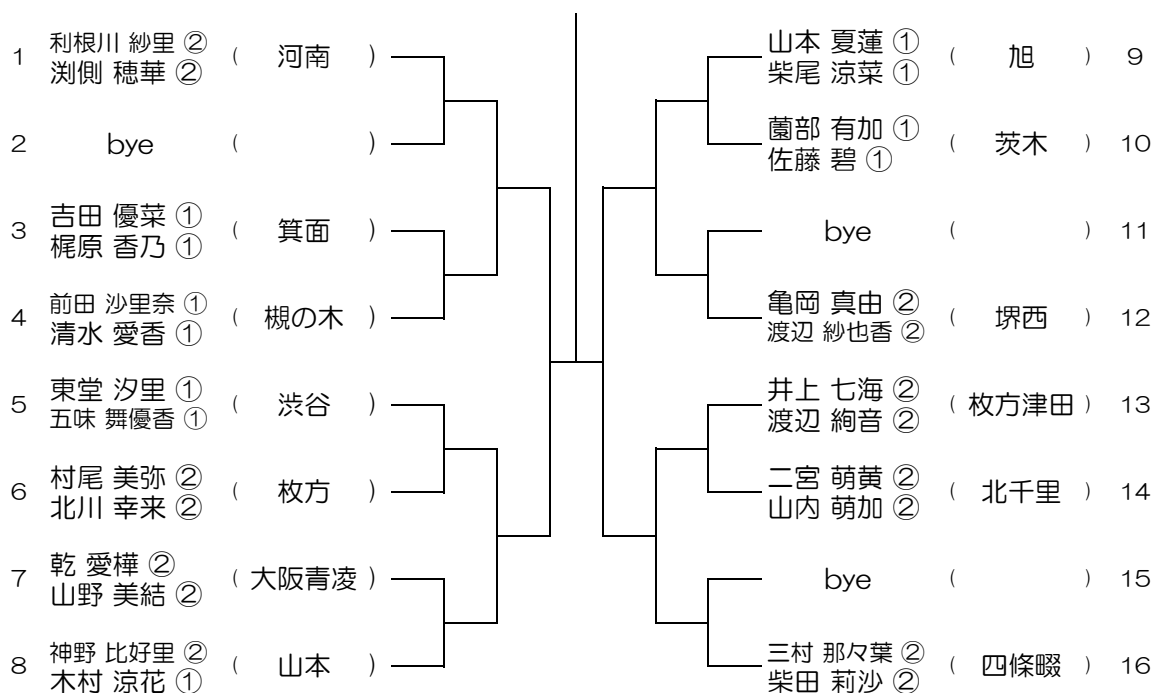 1 利根川 紗里 ② ( 河南 )
渕側 穂華 ②
2 bye ( )
3 吉田 優菜 ① ( 箕面 )
梶原 香乃 ①
4 前田 沙里奈 ① ( 槻の木 )
清水 愛香 ①
5 東堂 汐里 ① ( 渋谷 )
五味 舞優香 ①
6 村尾 美弥 ② ( 枚方 )
北川 幸来 ②
7 乾 愛樺 ② ( 大阪青凌 )
山野 美結 ②
8 神野 比好里 ② ( 山本 )
木村 涼花 ①
山本 夏蓮 ① ( 旭 ) 9
柴尾 涼菜 ①
薗部 有加 ① ( 茨木 ) 10
佐藤 碧 ①
bye ( ) 11
亀岡 真由 ② ( 堺西 ) 12
渡辺 紗也香 ②
井上 七海 ② ( 枚方津田 ) 13
渡辺 絢音 ②
二宮 萌黄 ② ( 北千里 ) 14
山内 萌加 ②
bye ( ) 15
三村 那々葉 ② ( 四條畷 ) 16
柴田 莉沙 ②